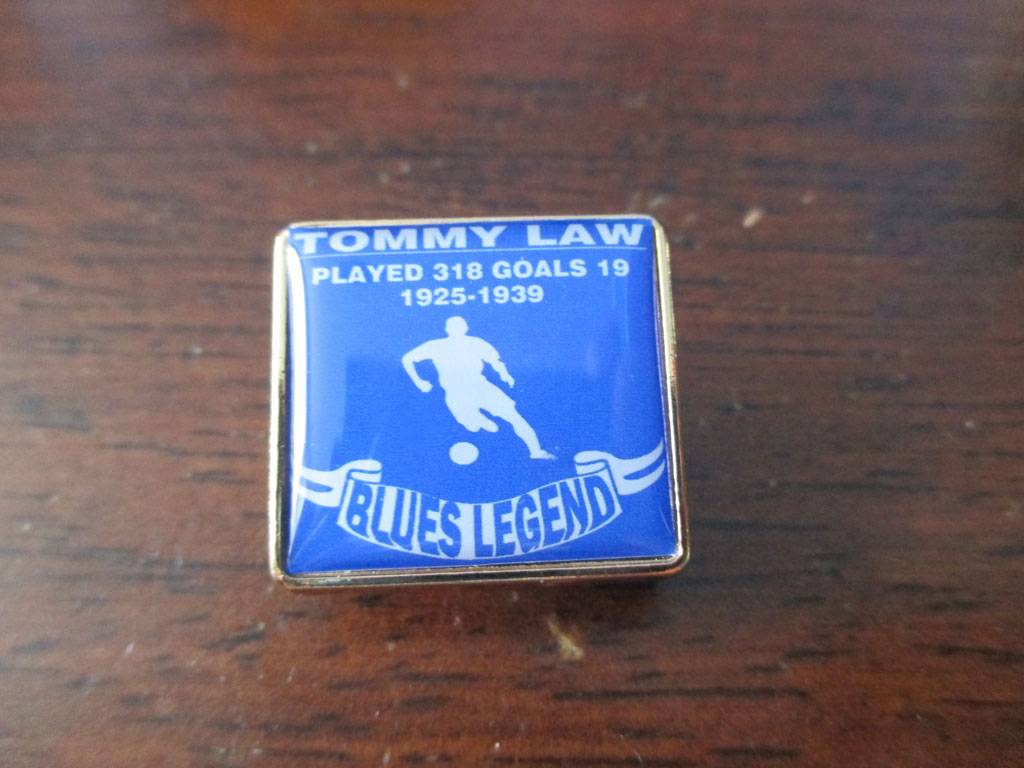 TOMMY LAW
PLAYED 318 GOALS 19
1925-1939
BLUES LEGEND